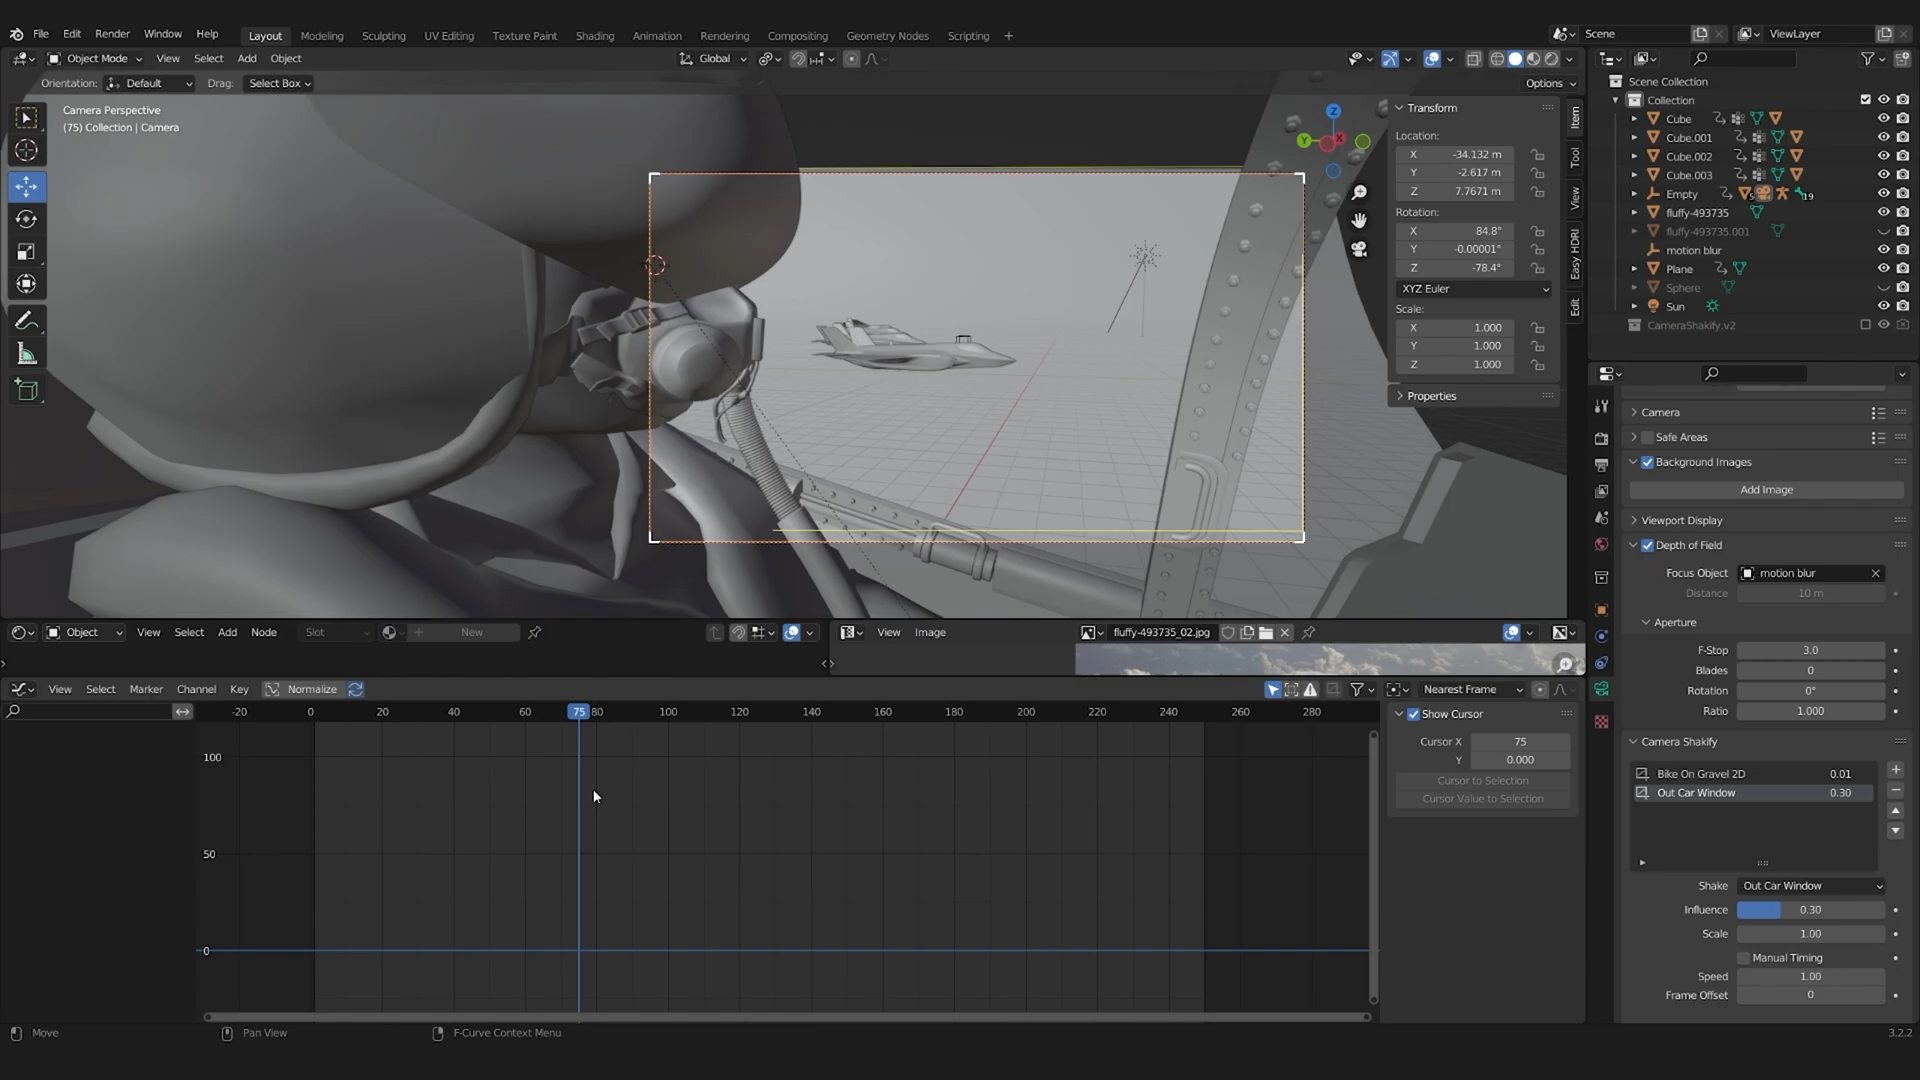 File Edit Render Window Help Layout Modeling Sculpting UV Editing Texture Paint Shading Animation Rendering Compositing Geometry Nodes Scripting + Scene ViewLayer
Object Mode View Select Add Object Global
Orientation: Default Drag: Select Box Options
Camera Perspective
(75) Collection | Camera
Transform
Location:
X -34.132 m
Y -2.617 m
Z 7.7671 m
Rotation:
X 84.8°
Y -0.00001°
Z -78.4°
XYZ Euler
Scale:
X 1.000
Y 1.000
Z 1.000
Properties
Item
Tool
View
Easy HDRI
Edit
Z
Y
X
Scene Collection
Collection
Cube
Cube.001
Cube.002
Cube.003
Empty 5 19
fluffy-493735
fluffy-493735.001
motion blur
Plane
Sphere
Sun
CameraShakify.v2
Camera
Safe Areas
Background Images
Add Image
Viewport Display
Depth of Field
Focus Object motion blur
Distance 10 m
Aperture
F-Stop 3.0
Blades 0
Rotation 0°
Ratio 1.000
Camera Shakify
Bike On Gravel 2D 0.01
Out Car Window 0.30
Shake Out Car Window
Influence 0.30
Scale 1.00
Manual Timing
Speed 1.00
Frame Offset 0
Object View Select Add Node Slot New
View Image fluffy-493735_02.jpg
View Select Marker Channel Key Normalize Nearest Frame
-20 0 20 40 60 75 80 100 120 140 160 180 200 220 240 260 280
100
50
0
Show Cursor
Cursor X 75
Y 0.000
Cursor to Selection
Cursor Value to Selection
Move Pan View F-Curve Context Menu 3.2.2